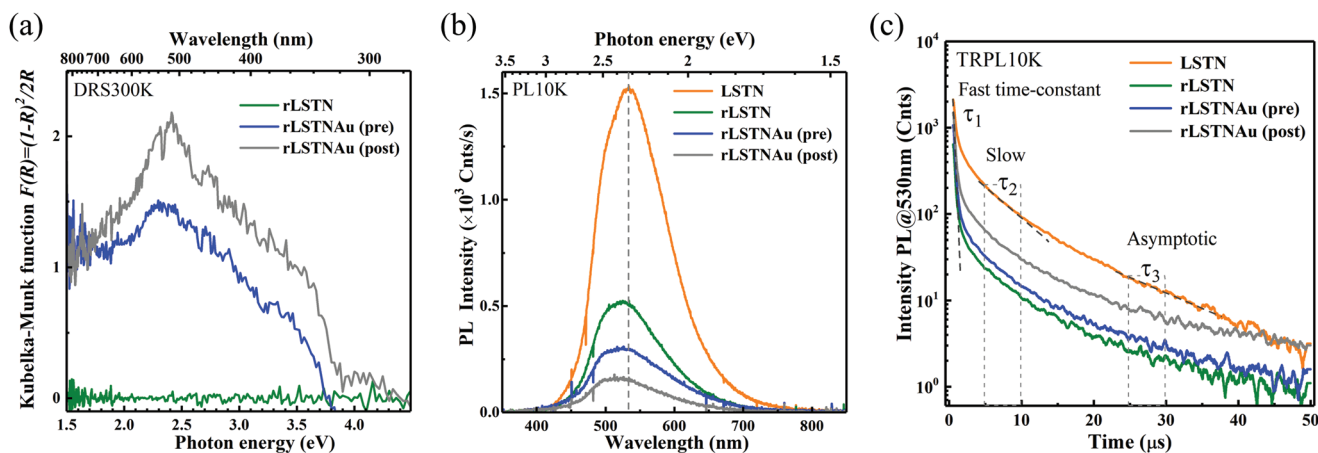 (a)
Wavelength (nm)
800 700 600 500 400 300
DRS300K
rLSTN
rLSTNAu (pre)
rLSTNAu (post)
Kubelka-Munk function F(R)=(1-R)²/2R
2
1
0
1.5 2.0 2.5 3.0 3.5 4.0
Photon energy (eV)
(b)
Photon energy (eV)
3.5 3 2.5 2 1.5
PL10K
LSTN
rLSTN
rLSTNAu (pre)
rLSTNAu (post)
PL Intensity (×10³ Cnts/s)
1.5
1.0
0.5
0.0
400 500 600 700 800
Wavelength (nm)
(c)
TRPL10K
LSTN
rLSTN
rLSTNAu (pre)
rLSTNAu (post)
Fast time-constant
τ₁
Slow
τ₂
Asymptotic
τ₃
Intensity PL@530nm (Cnts)
10⁴
10³
10²
10¹
10⁰
0 10 20 30 40 50
Time (μs)